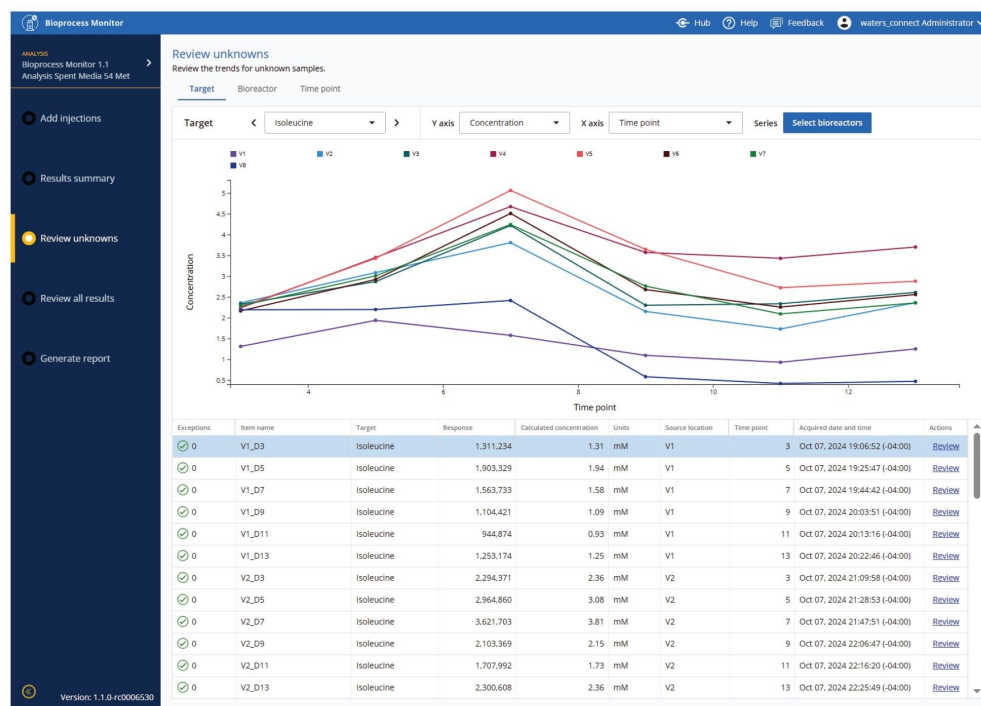 Bioprocess Monitor
Hub Help Feedback waters_connect Administrator
ANALYSIS
Bioprocess Monitor 1.1
Analysis Spent Media 54 Met
Add injections
Results summary
Review unknowns
Review all results
Generate report
Version: 1.1.0-rc0006530
Review unknowns
Review the trends for unknown samples.
Target Bioreactor Time point
Target Isoleucine Y axis Concentration X axis Time point Series Select bioreactors
V1 V2 V3 V4 V5 V6 V7
V8
Concentration
5
4.5
4
3.5
3
2.5
2
1.5
1
0.5
4 6 8 10 12
Time point
Exceptions Item name Target Response Calculated concentration Units Source location Time point Acquired date and time Actions
0 V1_D3 Isoleucine 1,311,234 1.31 mM V1 3 Oct 07, 2024 19:06:52 (-04:00) Review
0 V1_D5 Isoleucine 1,903,329 1.94 mM V1 5 Oct 07, 2024 19:25:47 (-04:00) Review
0 V1_D7 Isoleucine 1,563,733 1.58 mM V1 7 Oct 07, 2024 19:44:42 (-04:00) Review
0 V1_D9 Isoleucine 1,104,421 1.09 mM V1 9 Oct 07, 2024 20:03:51 (-04:00) Review
0 V1_D11 Isoleucine 944,874 0.93 mM V1 11 Oct 07, 2024 20:13:16 (-04:00) Review
0 V1_D13 Isoleucine 1,253,174 1.25 mM V1 13 Oct 07, 2024 20:22:46 (-04:00) Review
0 V2_D3 Isoleucine 2,294,371 2.36 mM V2 3 Oct 07, 2024 21:09:58 (-04:00) Review
0 V2_D5 Isoleucine 2,964,860 3.08 mM V2 5 Oct 07, 2024 21:28:53 (-04:00) Review
0 V2_D7 Isoleucine 3,621,703 3.81 mM V2 7 Oct 07, 2024 21:47:51 (-04:00) Review
0 V2_D9 Isoleucine 2,103,369 2.15 mM V2 9 Oct 07, 2024 22:06:47 (-04:00) Review
0 V2_D11 Isoleucine 1,707,992 1.73 mM V2 11 Oct 07, 2024 22:16:20 (-04:00) Review
0 V2_D13 Isoleucine 2,300,608 2.36 mM V2 13 Oct 07, 2024 22:25:49 (-04:00) Review